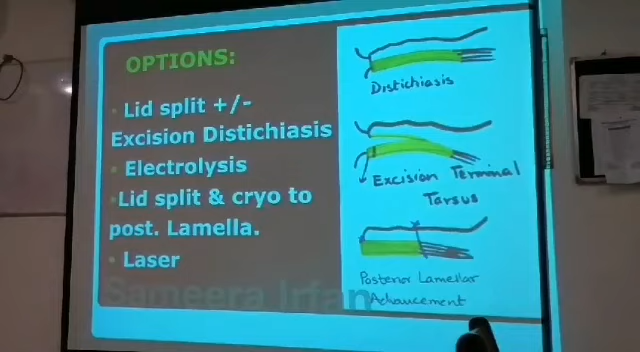 OPTIONS:
Lid split +/-
Excision Distichiasis
Electrolysis
Lid split & cryo to
post. Lamella.
Laser
Sameera Irfan
Distichiasis
Excision Terminal
Tarsus
Posterior Lamellar
Advancement